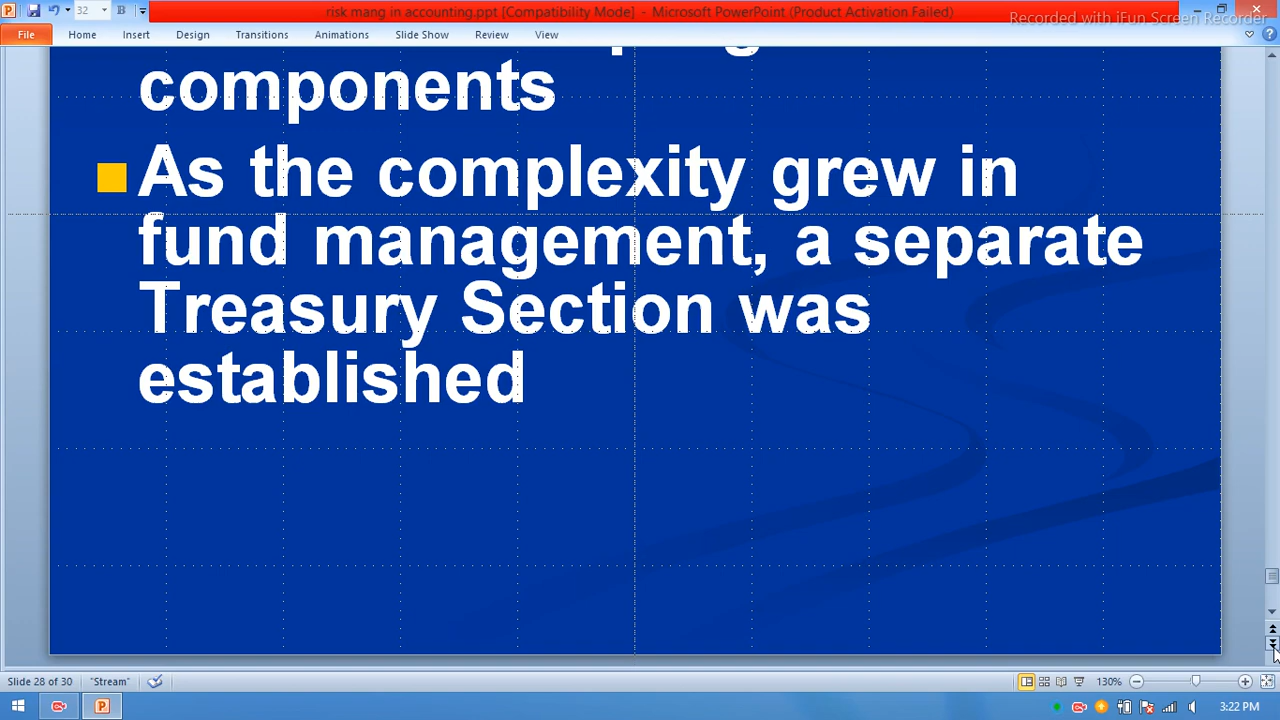 risk mang in accounting.ppt [Compatibility Mode] - Microsoft PowerPoint (Product Activation Failed)
Recorded with iFun Screen Recorder
32
B
File Home Insert Design Transitions Animations Slide Show Review View
components
As the complexity grew in
fund management, a separate
Treasury Section was
established
Slide 28 of 30 "Stream" 130%
3:22 PM